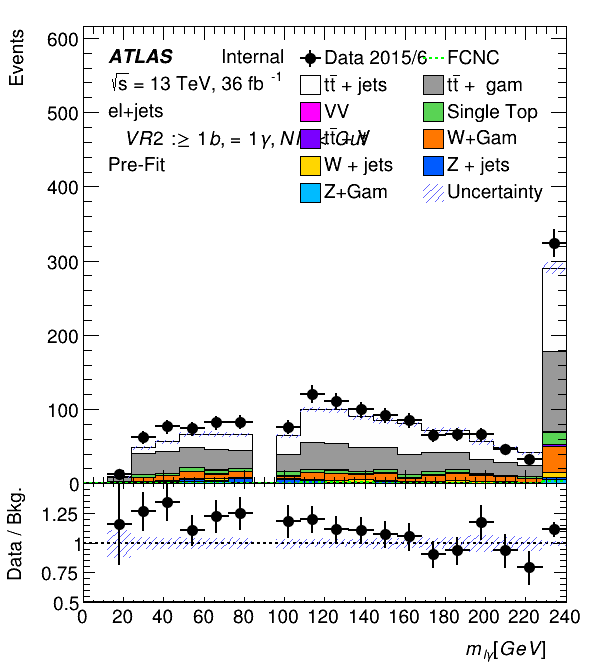 Events
600
500
400
300
200
100
0
ATLAS Internal
√s = 13 TeV, 36 fb -1
el+jets
VR2 :≥ 1b, = 1γ, 
Pre-Fit
Data 2015/6 FCNC
tt̄ + jets tt̄ + gam
VV Single Top
W+Gam
W + jets Z + jets
Z+Gam Uncertainty
Data / Bkg.
1.25
1
0.75
0.5
0 20 40 60 80 100 120 140 160 180 200 220 240
m_lγ[GeV]